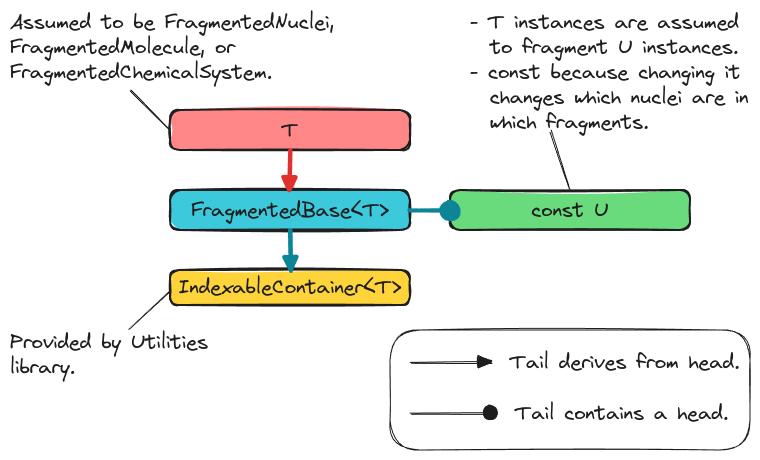 Assumed to be FragmentedNuclei,
FragmentedMolecule, or
FragmentedChemicalSystem.
- T instances are assumed
to fragment U instances.
- const because changing it
changes which nuclei are in
which fragments.
T
FragmentedBase<T>
const U
IndexableContainer<T>
Provided by Utilities
library.
Tail derives from head.
Tail contains a head.